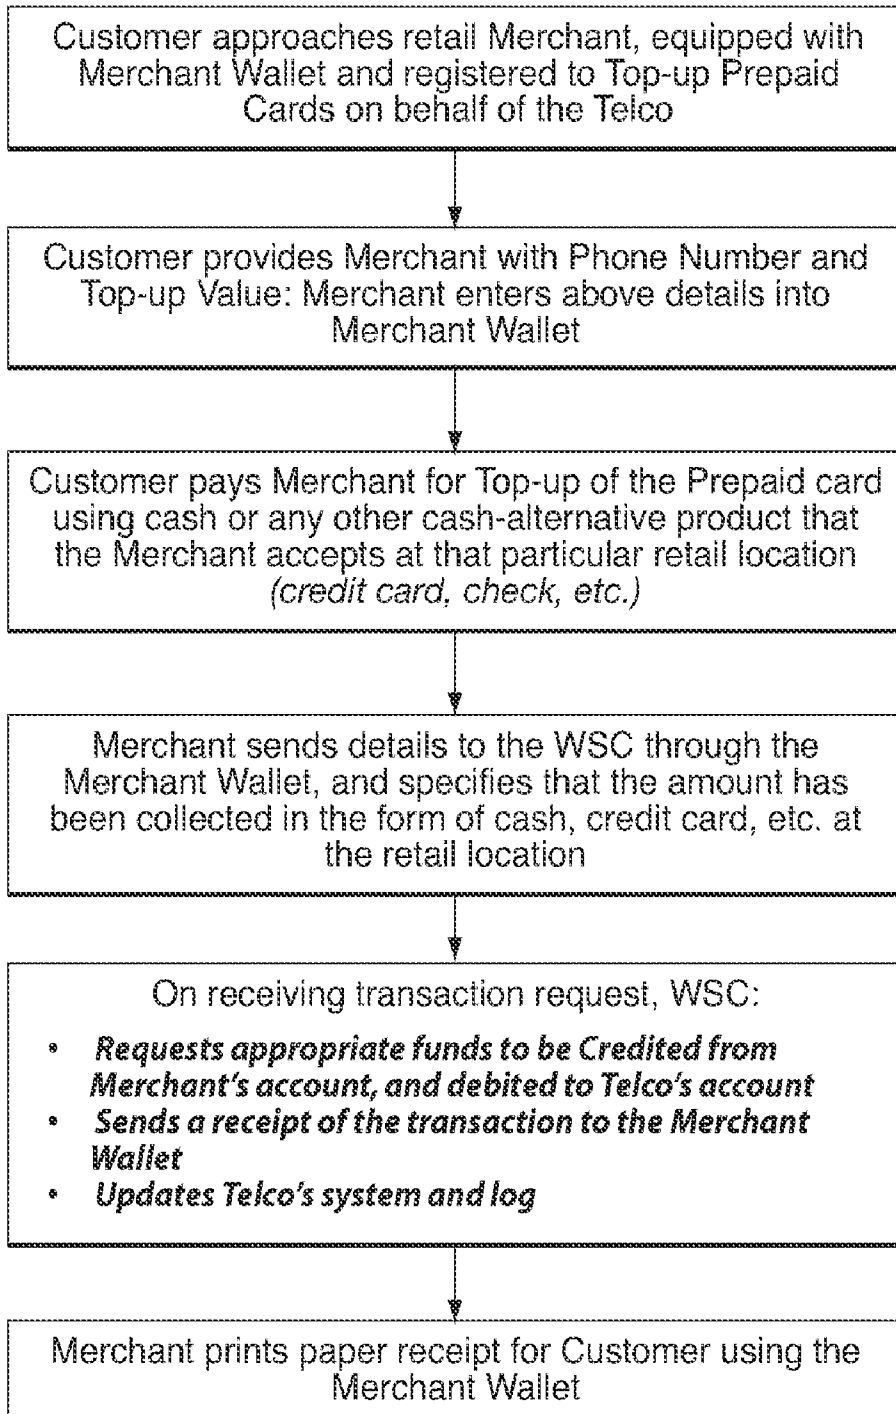 Customer approaches retail Merchant, equipped with
Merchant Wallet and registered to Top-up Prepaid
Cards on behalf of the Telco
Customer provides Merchant with Phone Number and
Top-up Value: Merchant enters above details into
Merchant Wallet
Customer pays Merchant for Top-up of the Prepaid card
using cash or any other cash-alternative product that
the Merchant accepts at that particular retail location
(credit card, check, etc.)
Merchant sends details to the WSC through the
Merchant Wallet, and specifies that the amount has
been collected in the form of cash, credit card, etc. at
the retail location
On receiving transaction request, WSC:
• Requests appropriate funds to be Credited from
Merchant's account, and debited to Telco's account
• Sends a receipt of the transaction to the Merchant
Wallet
• Updates Telco's system and log
Merchant prints paper receipt for Customer using the
Merchant Wallet